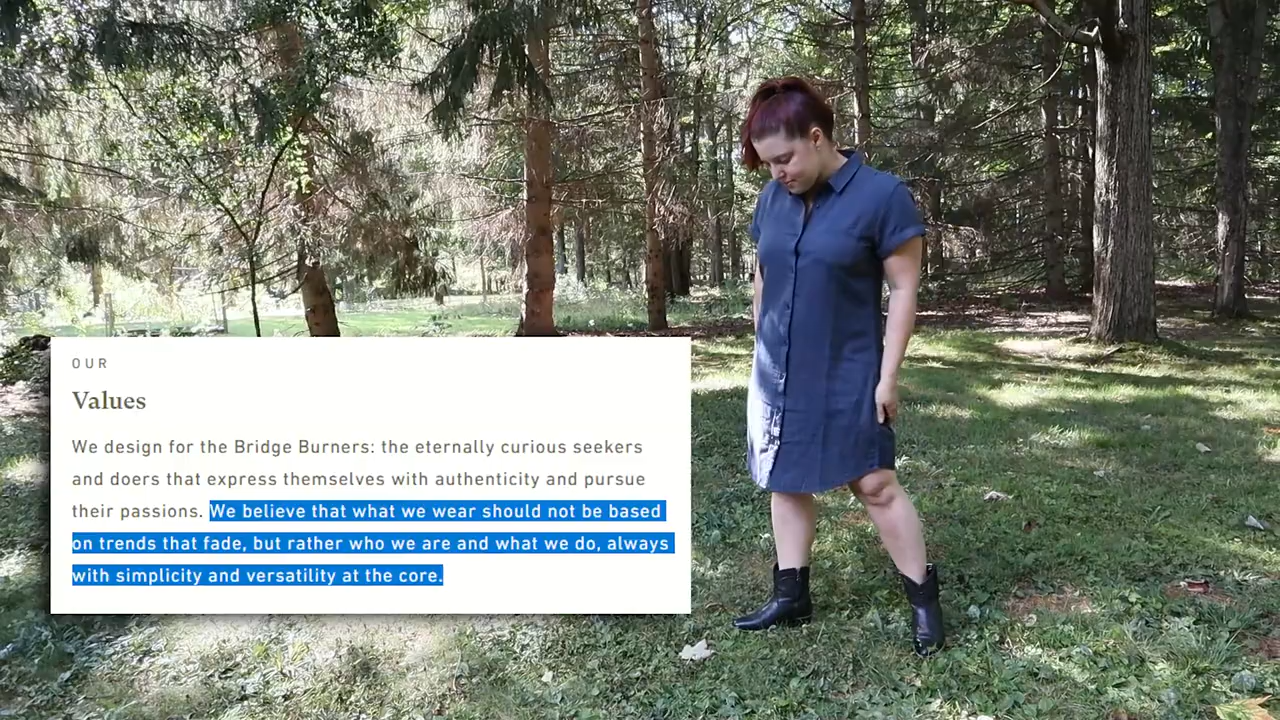 OUR
Values
We design for the Bridge Burners: the eternally curious seekers
and doers that express themselves with authenticity and pursue
their passions. We believe that what we wear should not be based
on trends that fade, but rather who we are and what we do, always
with simplicity and versatility at the core.